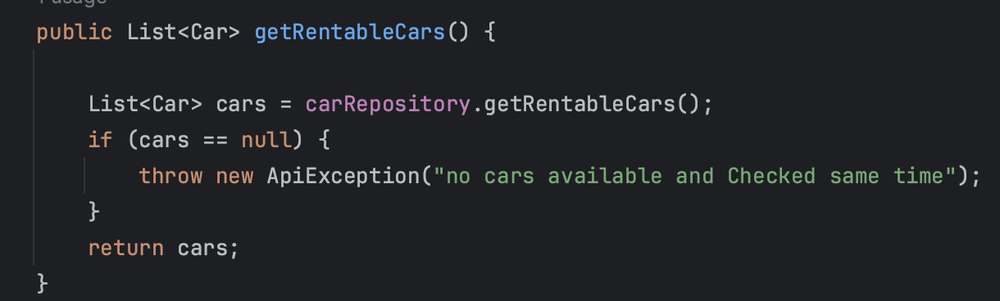 usage
public List<Car> getRentableCars() {
List<Car> cars = carRepository.getRentableCars();
if (cars == null) {
throw new ApiException("no cars available and Checked same time");
}
return cars;
}